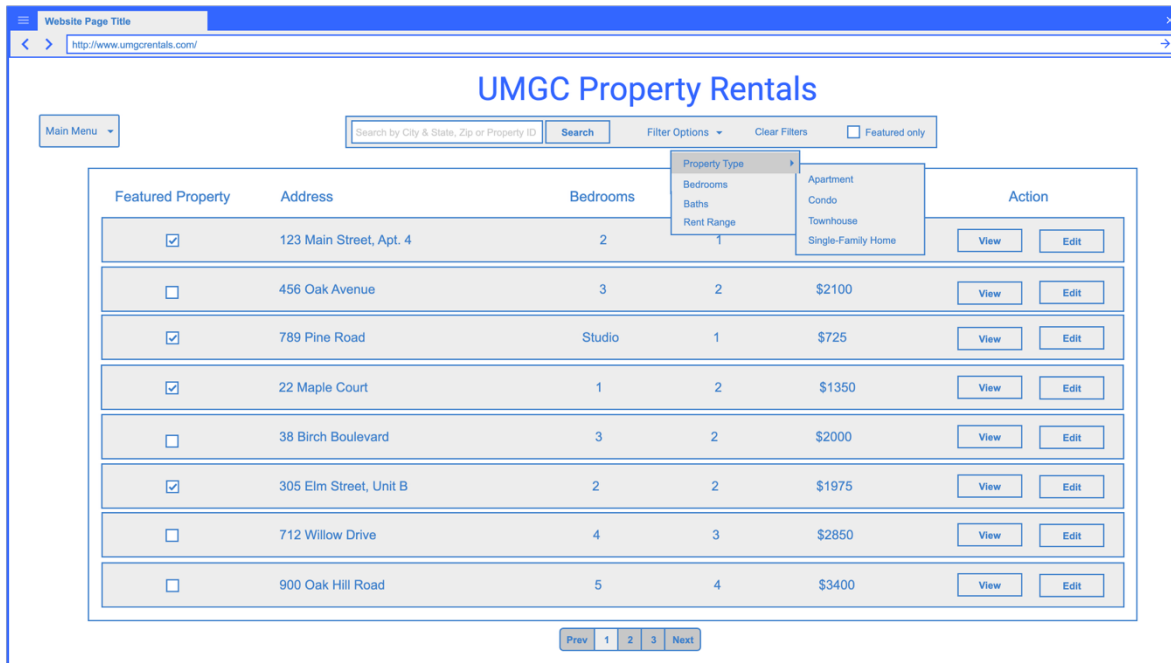 Website Page Title
http://www.umgcrentals.com/
UMGC Property Rentals
Main Menu
Search by City & State, Zip or Property ID Search Filter Options Clear Filters Featured only
Property Type
Bedrooms
Baths
Rent Range
Apartment
Condo
Townhouse
Single-Family Home
Featured Property Address Bedrooms Action
123 Main Street, Apt. 4 2 1 View Edit
456 Oak Avenue 3 2 $2100 View Edit
789 Pine Road Studio 1 $725 View Edit
22 Maple Court 1 2 $1350 View Edit
38 Birch Boulevard 3 2 $2000 View Edit
305 Elm Street, Unit B 2 2 $1975 View Edit
712 Willow Drive 4 3 $2850 View Edit
900 Oak Hill Road 5 4 $3400 View Edit
Prev 1 2 3 Next